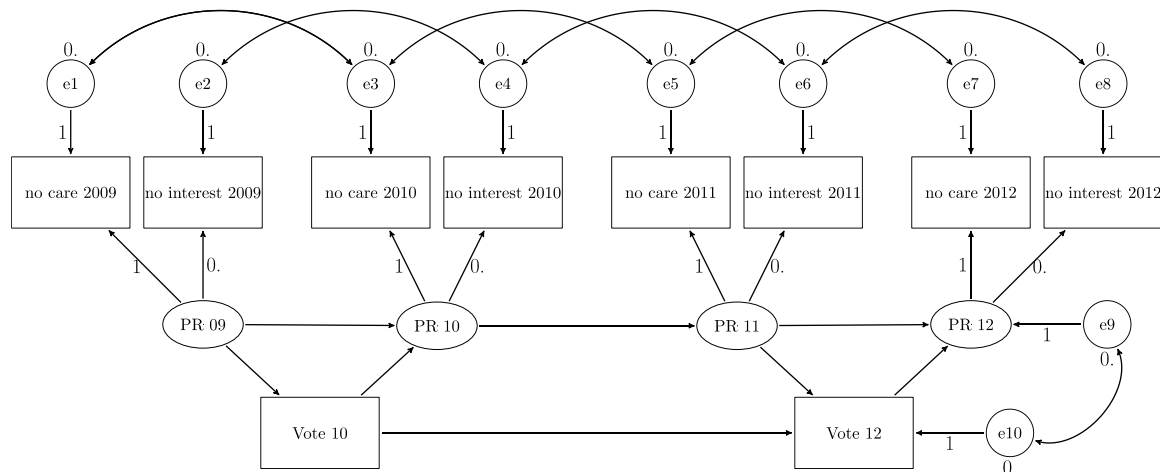 0. 0. 0. 0. 0. 0. 0. 0.
e1 e2 e3 e4 e5 e6 e7 e8
1 1 1 1 1 1 1 1
no care 2009 no interest 2009 no care 2010 no interest 2010 no care 2011 no interest 2011 no care 2012 no interest 2012
1 0. 1 0. 1 0. 1 0.
PR 09 PR 10 PR 11 PR 12 1 e9
0.
Vote 10 Vote 12 1 e10
0